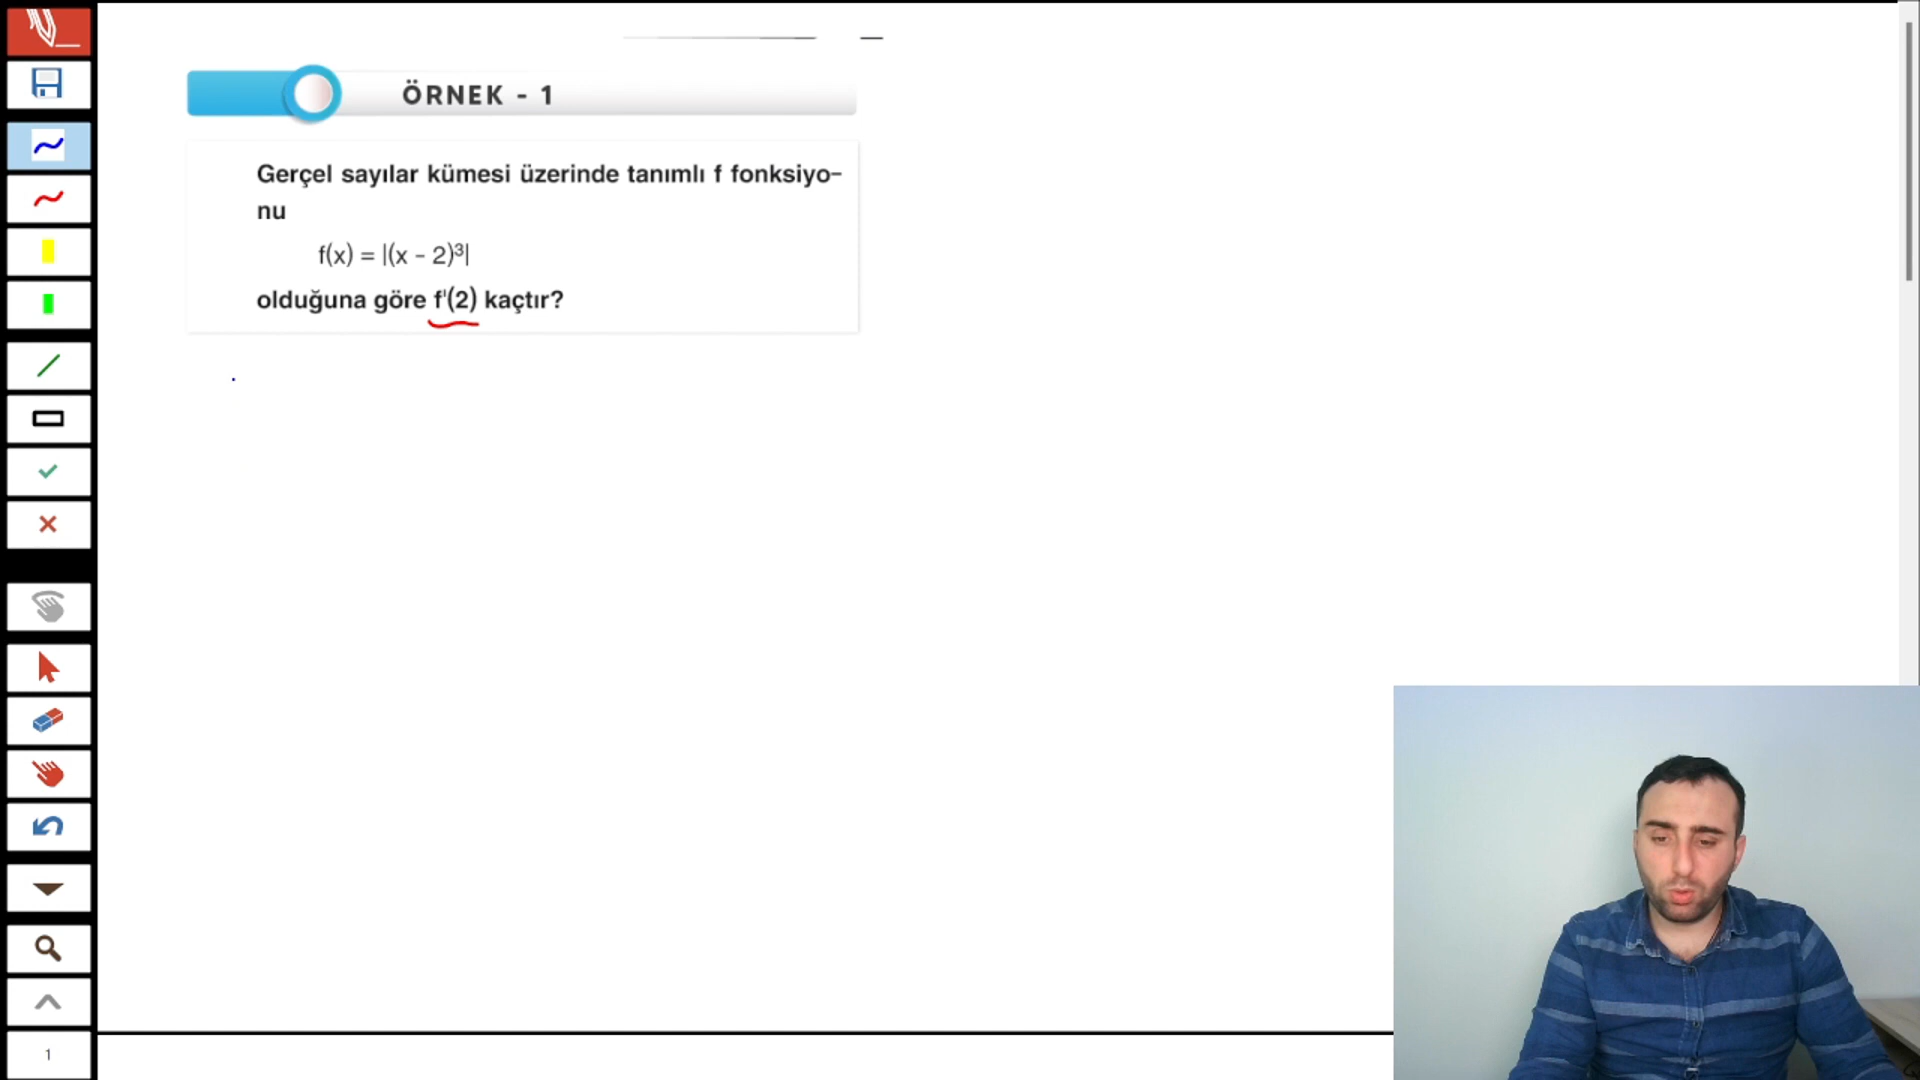 ÖRNEK - 1
Gerçel sayılar kümesi üzerinde tanımlı f fonksiyo-
nu
f(x) = |(x - 2)³|
olduğuna göre f'(2) kaçtır?
1